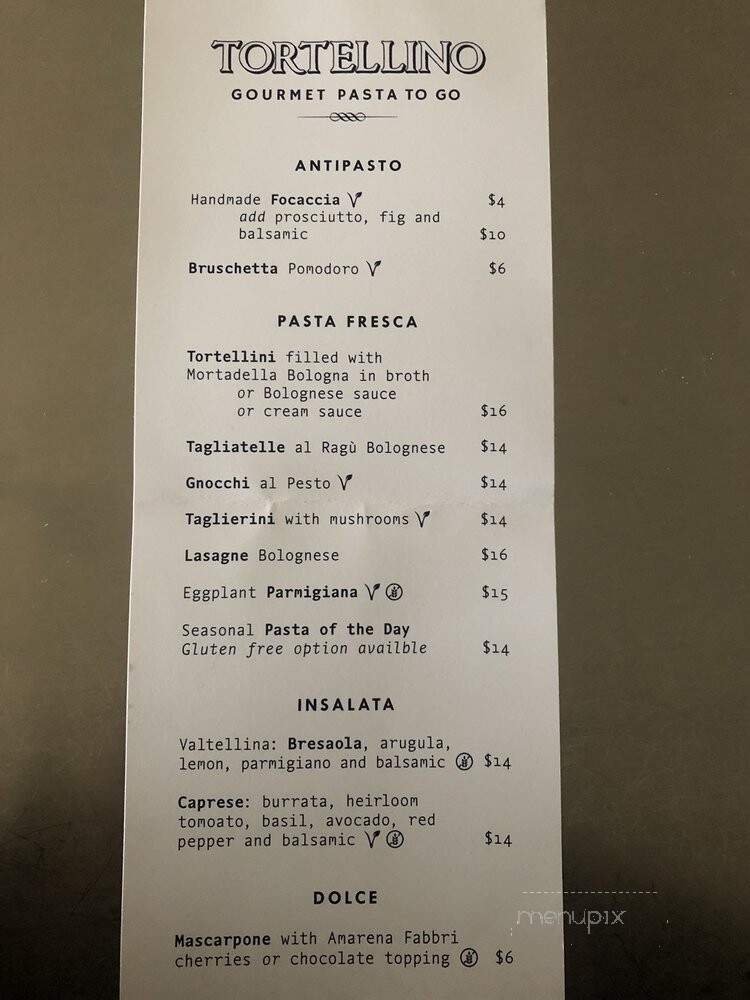 TORTELLINO
GOURMET PASTA TO GO
ANTIPASTO
Handmade Focaccia $4
add prosciutto, fig and
balsamic $10
Bruschetta Pomodoro $6
PASTA FRESCA
Tortellini filled with
Mortadella Bologna in broth
or Bolognese sauce
or cream sauce $16
Tagliatelle al Ragù Bolognese $14
Gnocchi al Pesto $14
Taglierini with mushrooms $14
Lasagne Bolognese $16
Eggplant Parmigiana $15
Seasonal Pasta of the Day
Gluten free option availble $14
INSALATA
Valtellina: Bresaola, arugula,
lemon, parmigiano and balsamic $14
Caprese: burrata, heirloom
tomoato, basil, avocado, red
pepper and balsamic $14
DOLCE
Mascarpone with Amarena Fabbri
cherries or chocolate topping $6
menupix